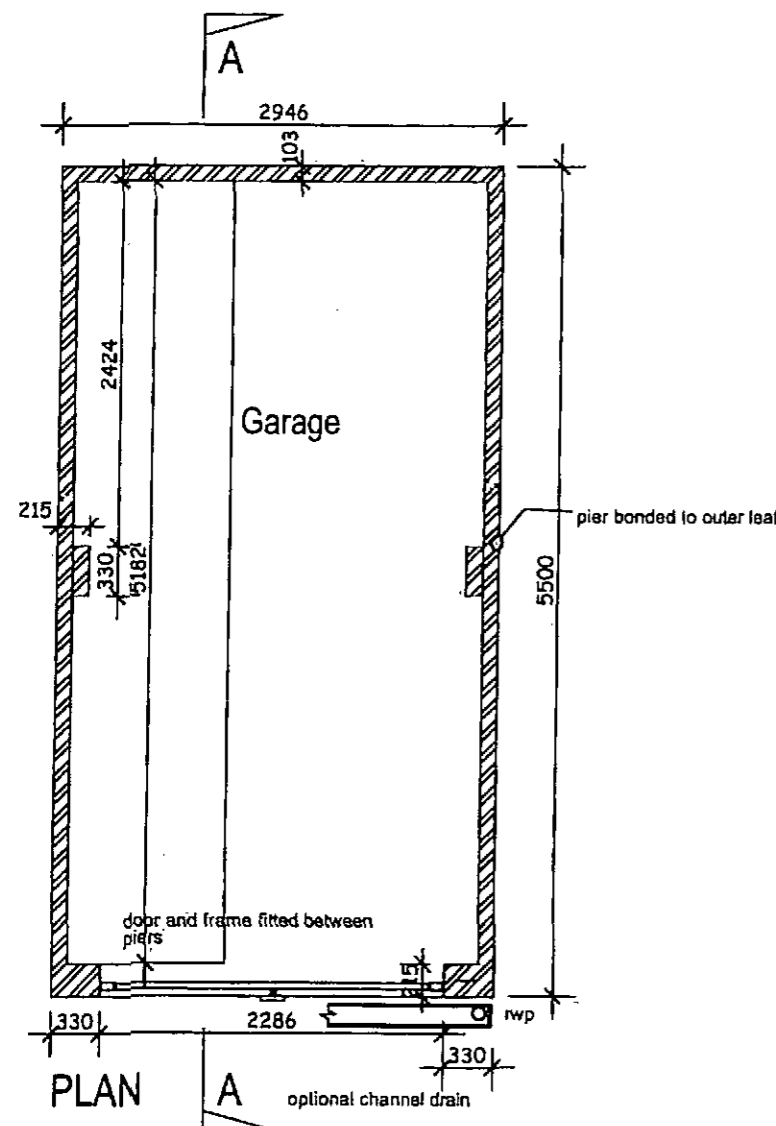 A
2946
103
2424
Garage
215
pier bonded to outer leaf
330
5182
5500
door and frame fitted between
piers
215
rwp
330
2286
330
PLAN
A
optional channel drain